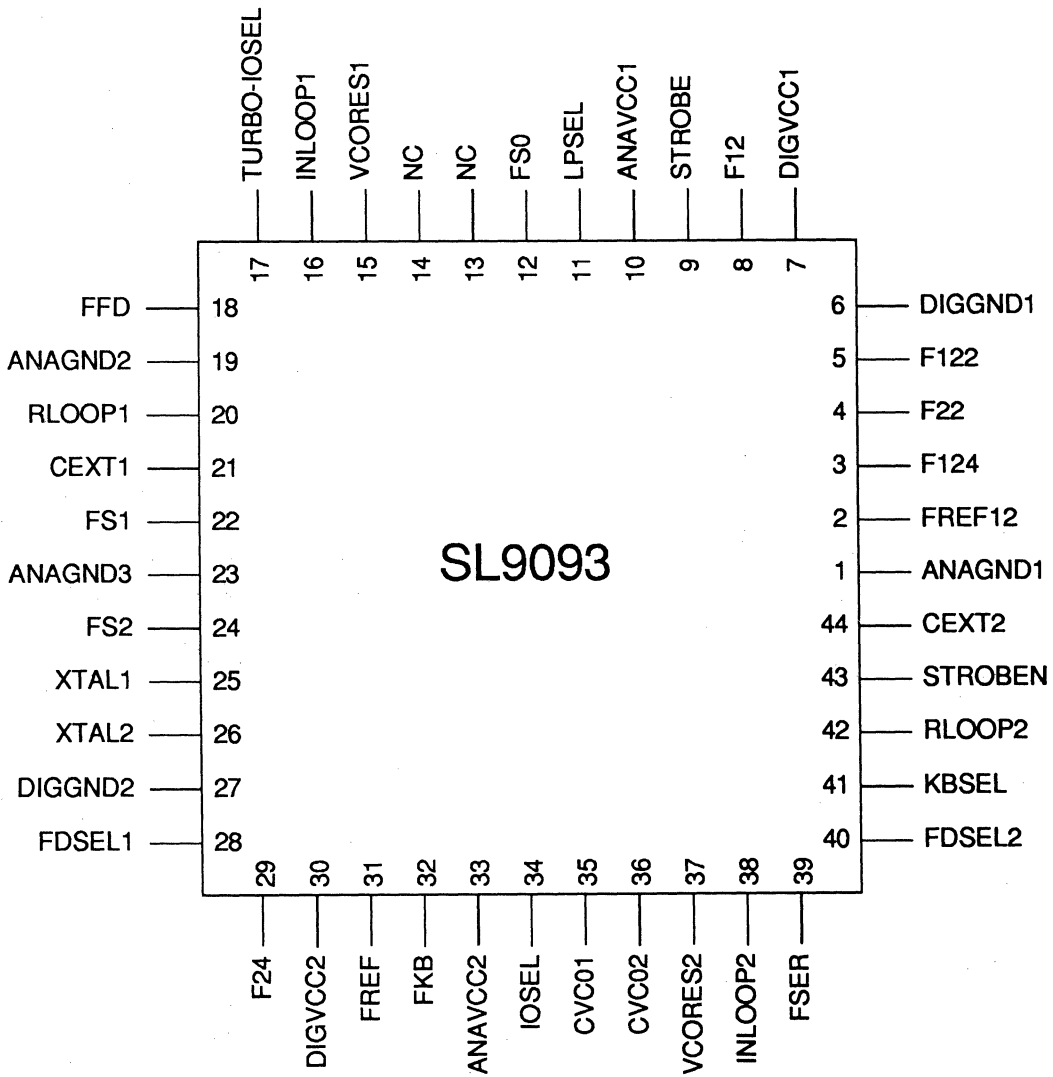 TURBO-IOSEL
INLOOP1
VCORES1
NC
NC
FS0
LPSEL
ANAVCC1
STROBE
F12
DIGVCC1
17
16
15
14
13
12
11
10
9
8
7
FFD 18
ANAGND2 19
RLOOP1 20
CEXT1 21
FS1 22
ANAGND3 23
FS2 24
XTAL1 25
XTAL2 26
DIGGND2 27
FDSEL1 28
SL9093
6 DIGGND1
5 F122
4 F22
3 F124
2 FREF12
1 ANAGND1
44 CEXT2
43 STROBEN
42 RLOOP2
41 KBSEL
40 FDSEL2
29
30
31
32
33
34
35
36
37
38
39
F24
DIGVCC2
FREF
FKB
ANAVCC2
IOSEL
CVC01
CVC02
VCORES2
INLOOP2
FSER